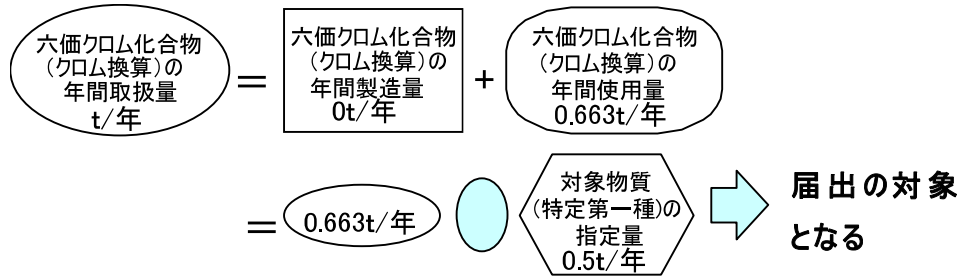 六価クロム化合物
(クロム換算)の
年間取扱量
t/年
=
六価クロム化合物
(クロム換算)の
年間製造量
0t/年
+
六価クロム化合物
(クロム換算)の
年間使用量
0.663t/年
=
0.663t/年
対象物質
(特定第一種)の
指定量
0.5t/年
届出の対象
となる